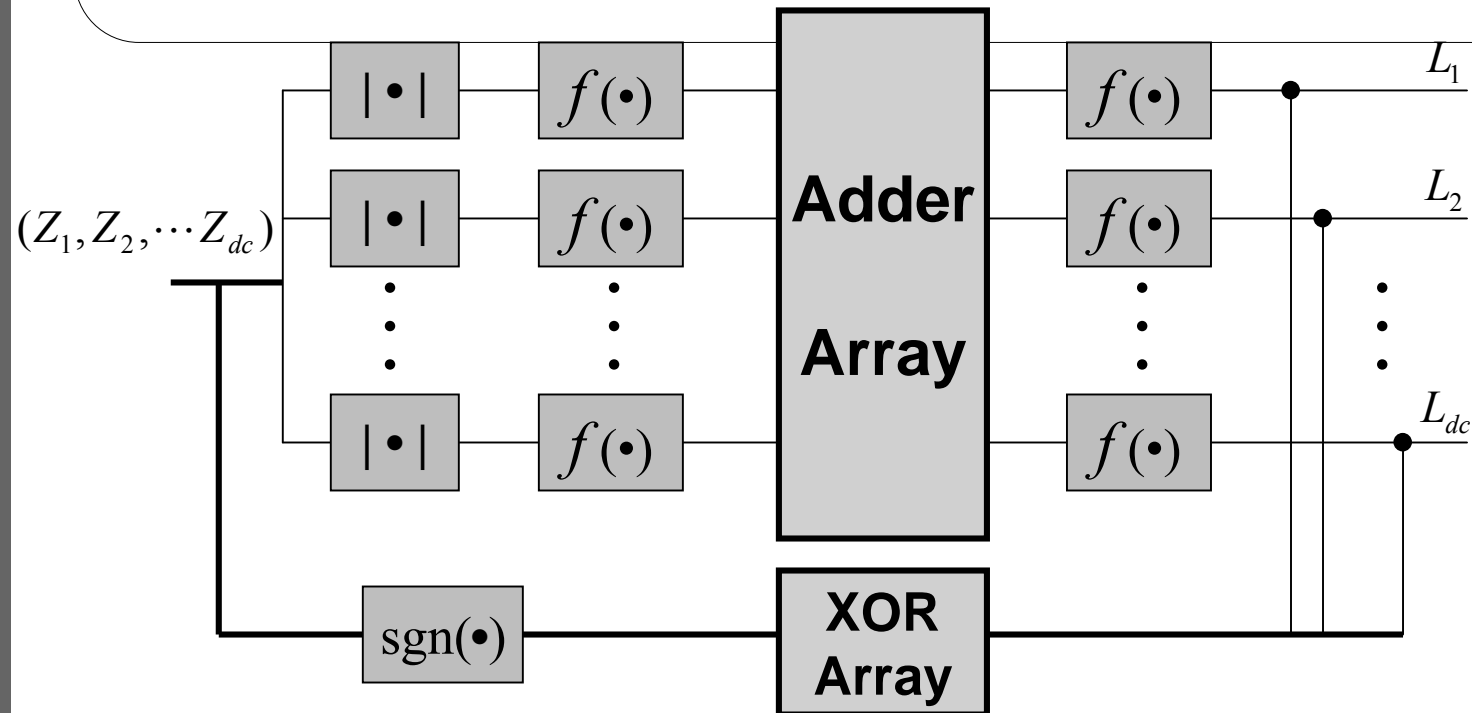 |•| f(•) f(•) L₁
|•| f(•) Adder f(•) L₂
(Z₁, Z₂, ⋯ Z_dc)
Array
|•| f(•) f(•) L_dc
sgn(•) XOR
Array